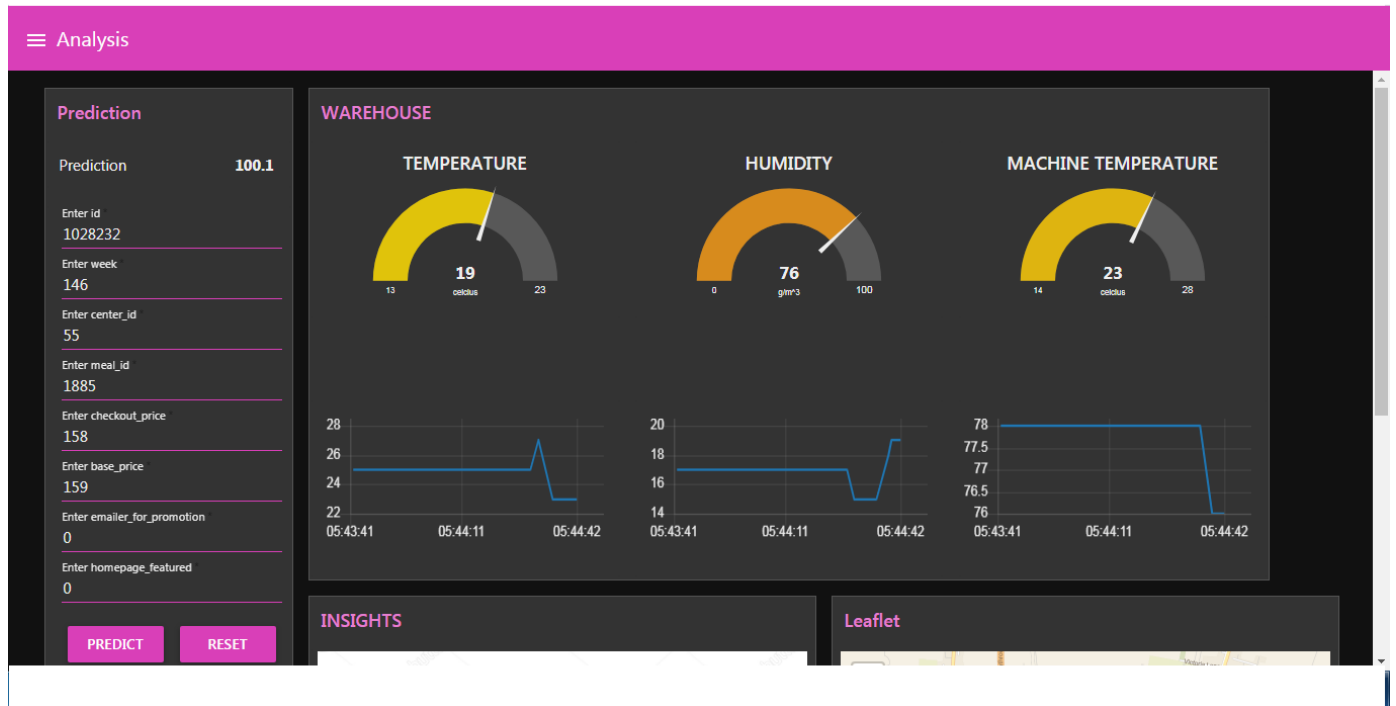 Analysis
Prediction
Prediction 100.1
Enter id *
1028232
Enter week *
146
Enter center_id *
55
Enter meal_id *
1885
Enter checkout_price *
158
Enter base_price *
159
Enter emailer_for_promotion *
0
Enter homepage_featured *
0
PREDICT RESET
WAREHOUSE
TEMPERATURE HUMIDITY MACHINE TEMPERATURE
19 76 23
13 celcius 23 0 g/m^3 100 14 celcius 28
28
26
24
22
05:43:41 05:44:11 05:44:42
20
18
16
14
05:43:41 05:44:11 05:44:42
78
77.5
77
76.5
76
05:43:41 05:44:11 05:44:42
INSIGHTS
Leaflet